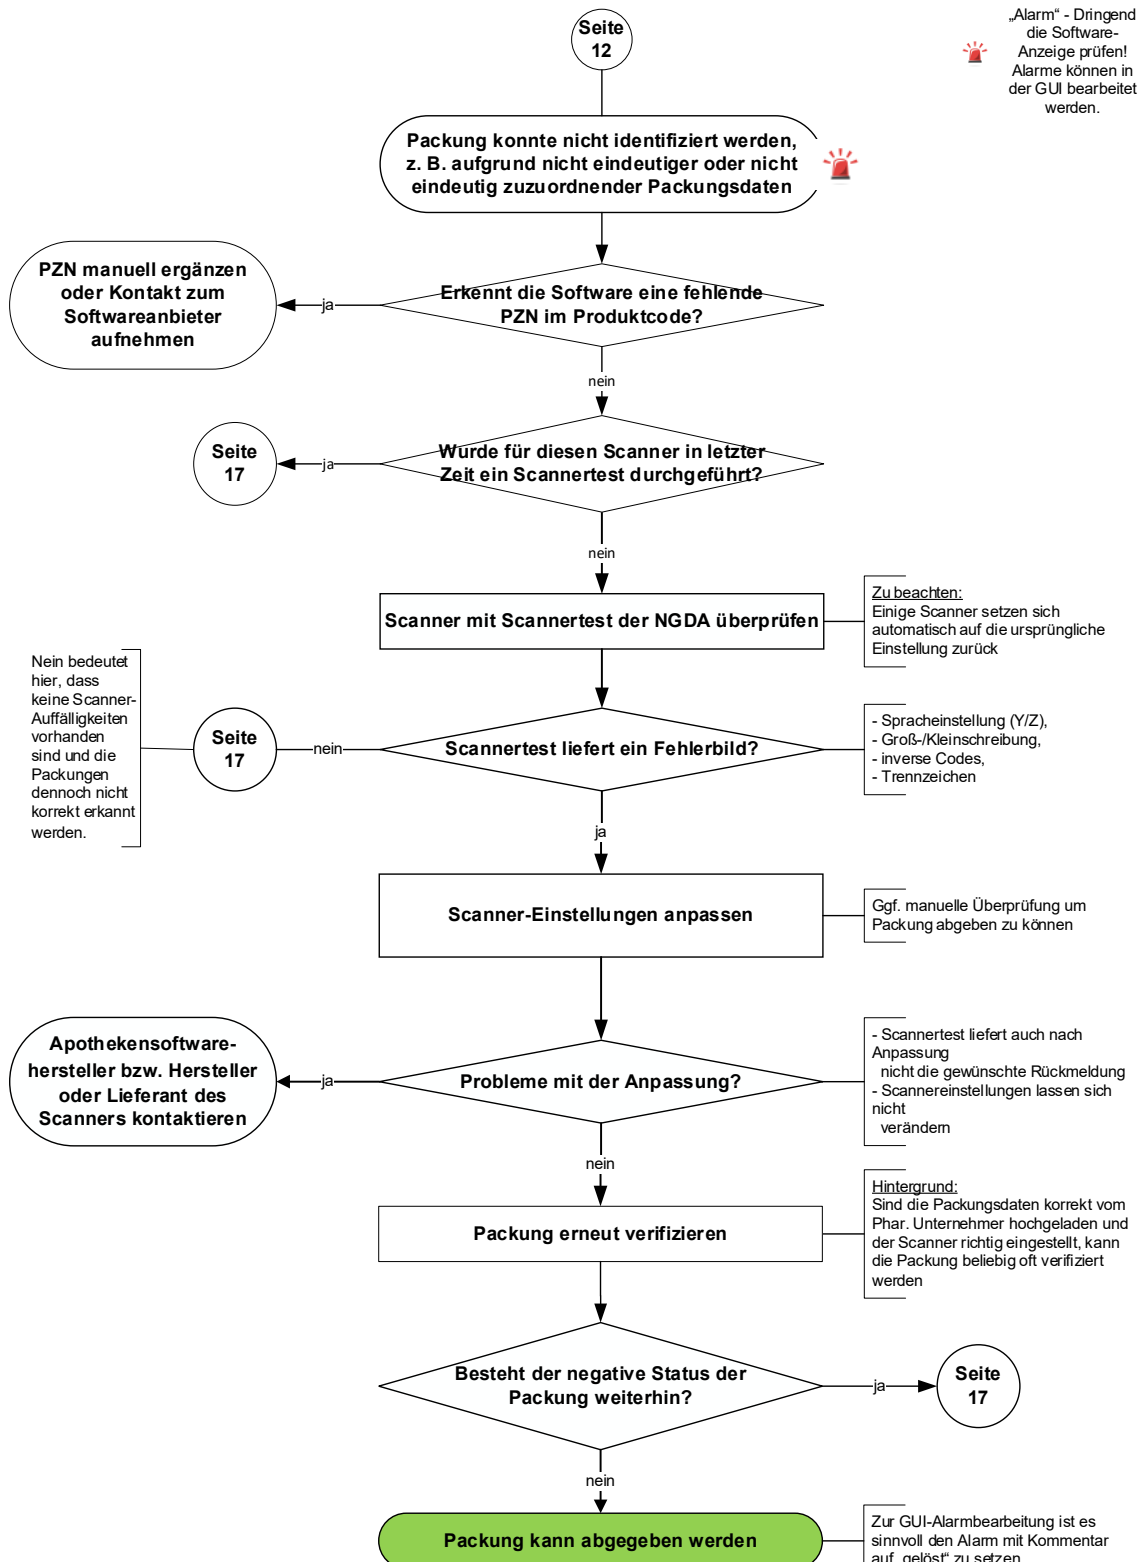 Seite
12
„Alarm“ - Dringend
die Software-
Anzeige prüfen!
Alarme können in
der GUI bearbeitet
werden.
Packung konnte nicht identifiziert werden,
z. B. aufgrund nicht eindeutiger oder nicht
eindeutig zuzuordnender Packungsdaten
PZN manuell ergänzen
oder Kontakt zum
Softwareanbieter
aufnehmen
ja
Erkennt die Software eine fehlende
PZN im Produktcode?
nein
Seite
17
ja
Wurde für diesen Scanner in letzter
Zeit ein Scannertest durchgeführt?
nein
Scanner mit Scannertest der NGDA überprüfen
Zu beachten:
Einige Scanner setzen sich
automatisch auf die ursprüngliche
Einstellung zurück
Nein bedeutet
hier, dass
keine Scanner-
Auffälligkeiten
vorhanden
sind und die
Packungen
dennoch nicht
korrekt erkannt
werden.
Seite
17
nein
Scannertest liefert ein Fehlerbild?
- Spracheinstellung (Y/Z),
- Groß-/Kleinschreibung,
- inverse Codes,
- Trennzeichen
ja
Scanner-Einstellungen anpassen
Ggf. manuelle Überprüfung um
Packung abgeben zu können
Apothekensoftware-
hersteller bzw. Hersteller
oder Lieferant des
Scanners kontaktieren
ja
Probleme mit der Anpassung?
- Scannertest liefert auch nach
Anpassung
nicht die gewünschte Rückmeldung
- Scannereinstellungen lassen sich
nicht
verändern
nein
Packung erneut verifizieren
Hintergrund:
Sind die Packungsdaten korrekt vom
Phar. Unternehmer hochgeladen und
der Scanner richtig eingestellt, kann
die Packung beliebig oft verifiziert
werden
Besteht der negative Status der
Packung weiterhin?
ja
Seite
17
nein
Packung kann abgegeben werden
Zur GUI-Alarmbearbeitung ist es
sinnvoll den Alarm mit Kommentar
auf „gelöst“ zu setzen